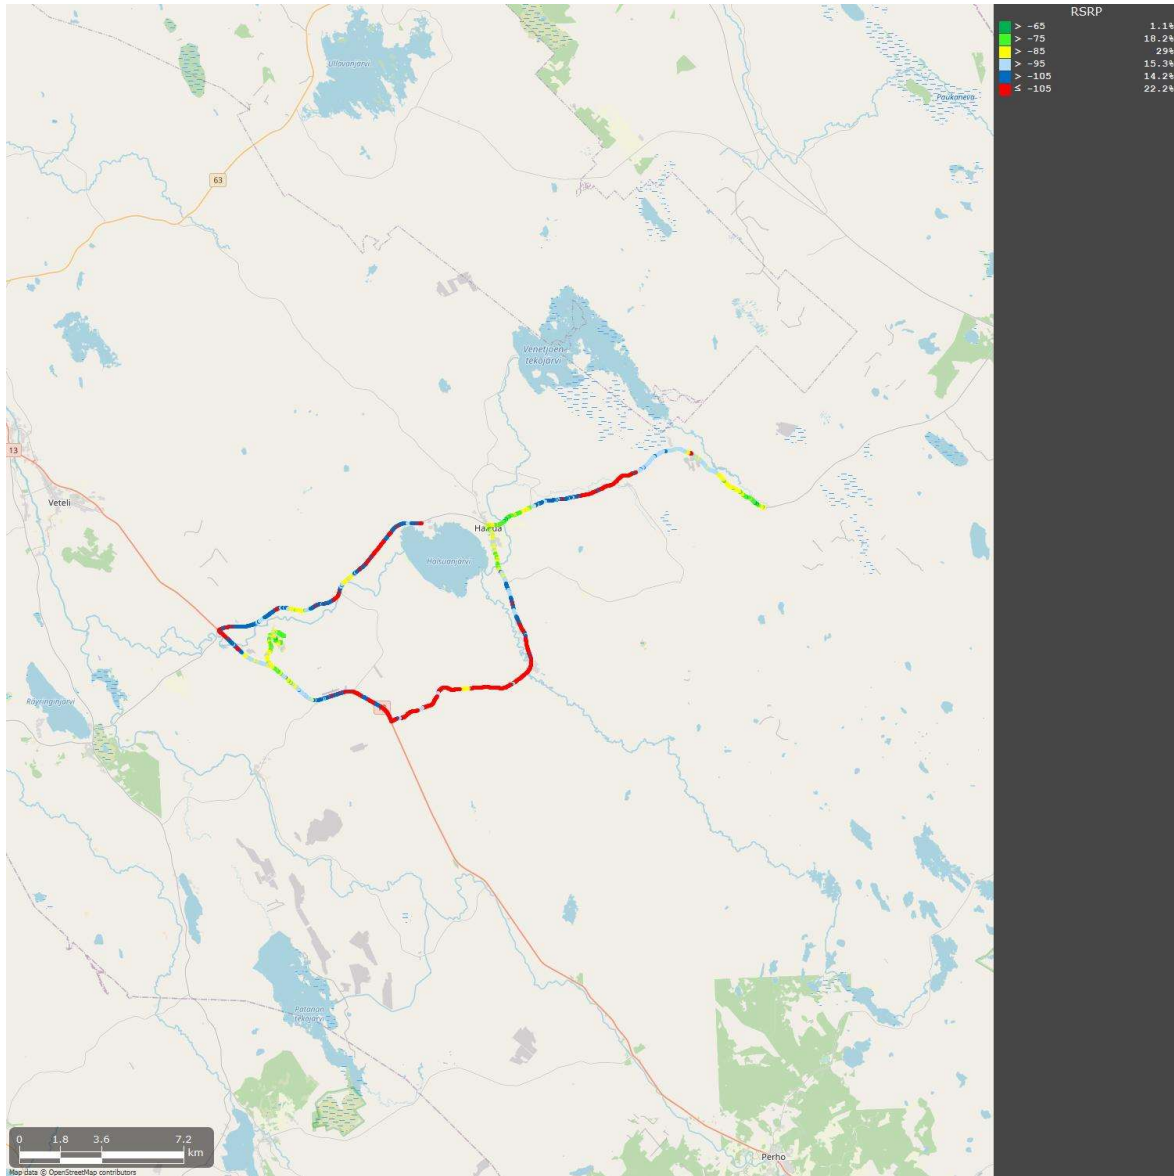 RSRP
> -65 1.1%
> -75 18.2%
> -85 29%
> -95 15.3%
> -105 14.2%
≤ -105 22.2%
Ullavanjärvi
Paukaneva
63
Venetjoen
tekojärvi
13
Veteli
Halsuanjärvi
Räyringinjärvi
Patanan
tekojärvi
Perho
0 1.8 3.6 7.2
km
Map data © OpenStreetMap contributors